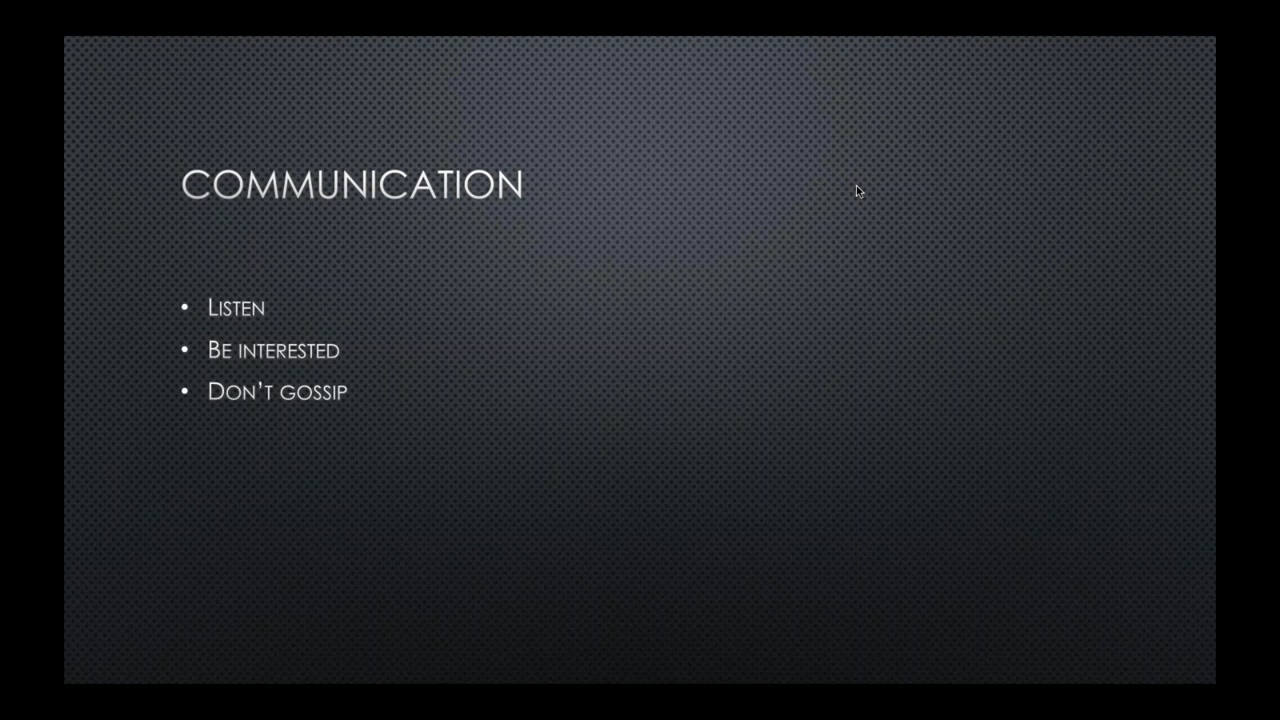 COMMUNICATION
• LISTEN
• BE INTERESTED
• DON'T GOSSIP